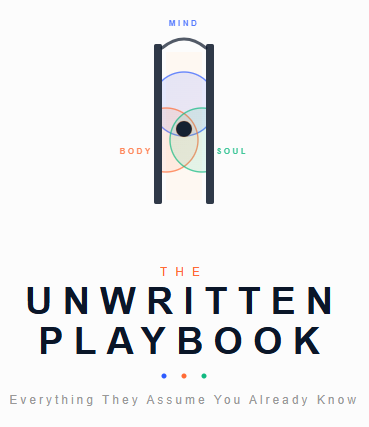 MIND
BODY SOUL
THE
UNWRITTEN
PLAYBOOK
Everything They Assume You Already Know